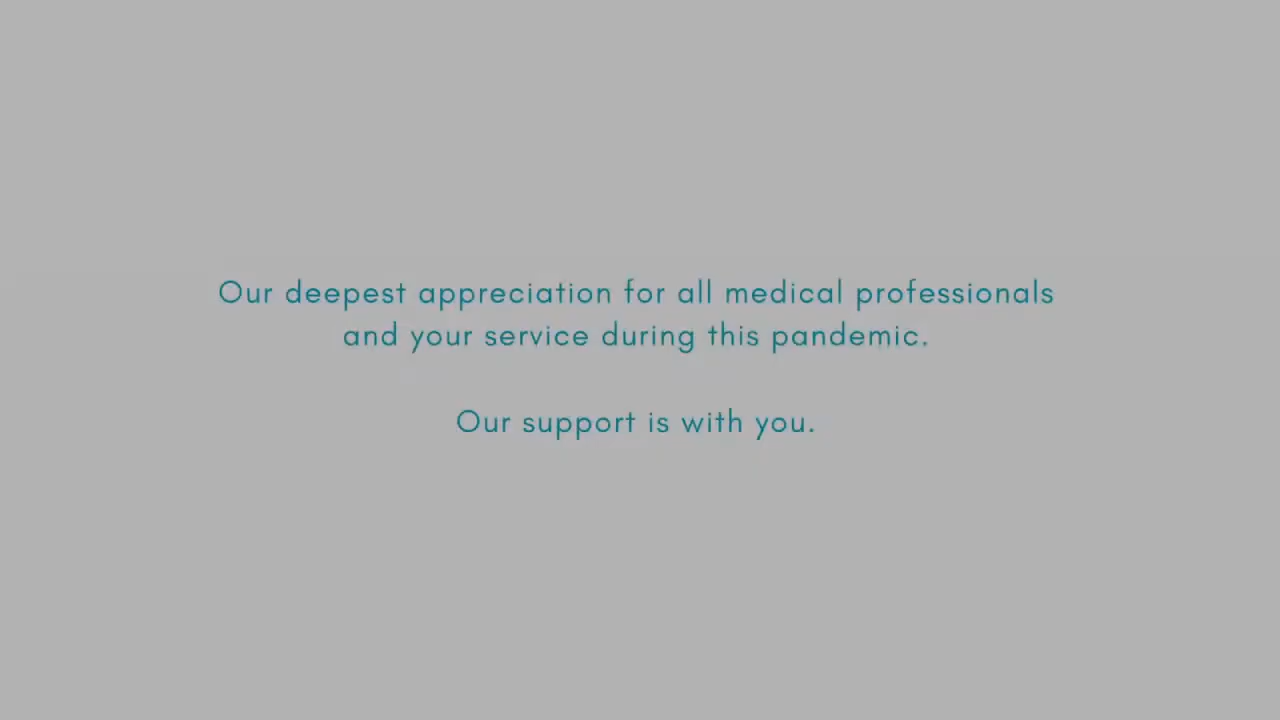 Our deepest appreciation for all medical professionals
and your service during this pandemic.
Our support is with you.